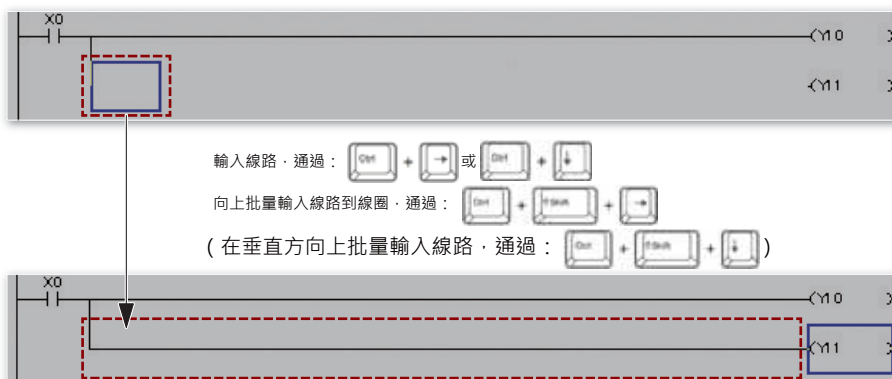 X0
Y10
Y11
輸入線路，通過： Ctrl + → 或 Ctrl + ↓
向上批量輸入線路到線圈，通過： Ctrl + ⇧Shift + →
( 在垂直方向上批量輸入線路，通過： Ctrl + ⇧Shift + ↓ )
X0
Y10
Y11